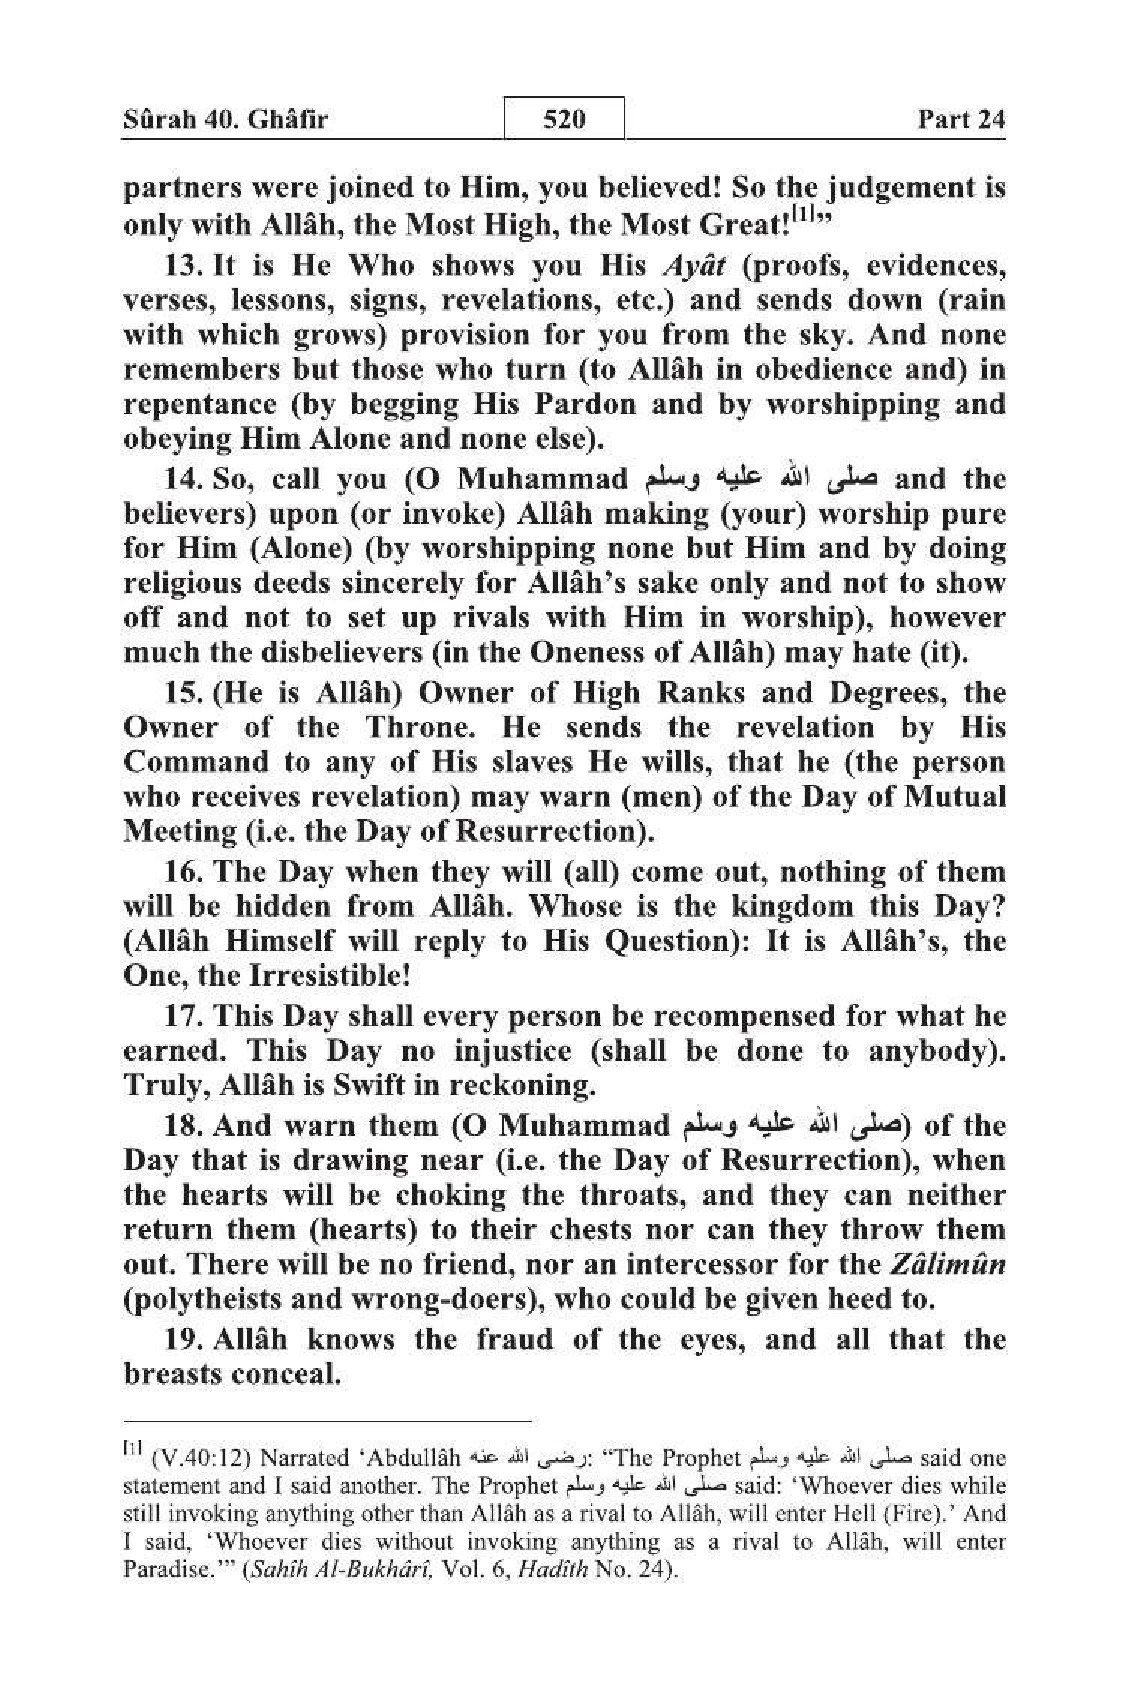 Sûrah 40. Ghâfir 520 Part 24
partners were joined to Him, you believed! So the judgement is
only with Allâh, the Most High, the Most Great![1]”
13. It is He Who shows you His Ayât (proofs, evidences,
verses, lessons, signs, revelations, etc.) and sends down (rain
with which grows) provision for you from the sky. And none
remembers but those who turn (to Allâh in obedience and) in
repentance (by begging His Pardon and by worshipping and
obeying Him Alone and none else).
14. So, call you (O Muhammad صلى الله عليه وسلم and the
believers) upon (or invoke) Allâh making (your) worship pure
for Him (Alone) (by worshipping none but Him and by doing
religious deeds sincerely for Allâh’s sake only and not to show
off and not to set up rivals with Him in worship), however
much the disbelievers (in the Oneness of Allâh) may hate (it).
15. (He is Allâh) Owner of High Ranks and Degrees, the
Owner of the Throne. He sends the revelation by His
Command to any of His slaves He wills, that he (the person
who receives revelation) may warn (men) of the Day of Mutual
Meeting (i.e. the Day of Resurrection).
16. The Day when they will (all) come out, nothing of them
will be hidden from Allâh. Whose is the kingdom this Day?
(Allâh Himself will reply to His Question): It is Allâh’s, the
One, the Irresistible!
17. This Day shall every person be recompensed for what he
earned. This Day no injustice (shall be done to anybody).
Truly, Allâh is Swift in reckoning.
18. And warn them (O Muhammad صلى الله عليه وسلم) of the
Day that is drawing near (i.e. the Day of Resurrection), when
the hearts will be choking the throats, and they can neither
return them (hearts) to their chests nor can they throw them
out. There will be no friend, nor an intercessor for the Zâlimûn
(polytheists and wrong-doers), who could be given heed to.
19. Allâh knows the fraud of the eyes, and all that the
breasts conceal.
[1] (V.40:12) Narrated ‘Abdullâh رضى الله عنه: “The Prophet صلى الله عليه وسلم said one
statement and I said another. The Prophet صلى الله عليه وسلم said: ‘Whoever dies while
still invoking anything other than Allâh as a rival to Allâh, will enter Hell (Fire).’ And
I said, ‘Whoever dies without invoking anything as a rival to Allâh, will enter
Paradise.’” (Sahîh Al-Bukhârî, Vol. 6, Hadîth No. 24).